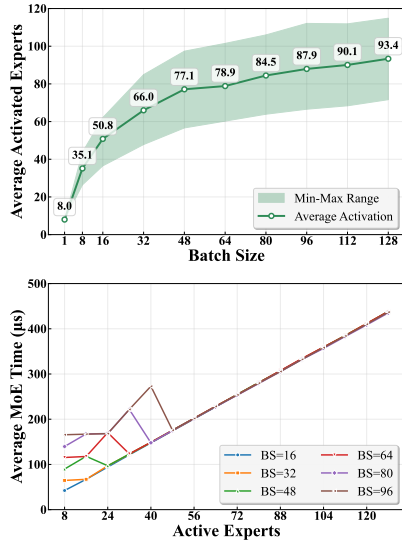 120
100
80
60
40
20
0
Average Activated Experts
8.0
35.1
50.8
66.0
77.1
78.9
84.5
87.9
90.1
93.4
Min-Max Range
Average Activation
1 8 16 32 48 64 80 96 112 128
Batch Size
500
400
300
200
100
0
Average MoE Time (μs)
BS=16 BS=64
BS=32 BS=80
BS=48 BS=96
8 24 40 56 72 88 104 120
Active Experts